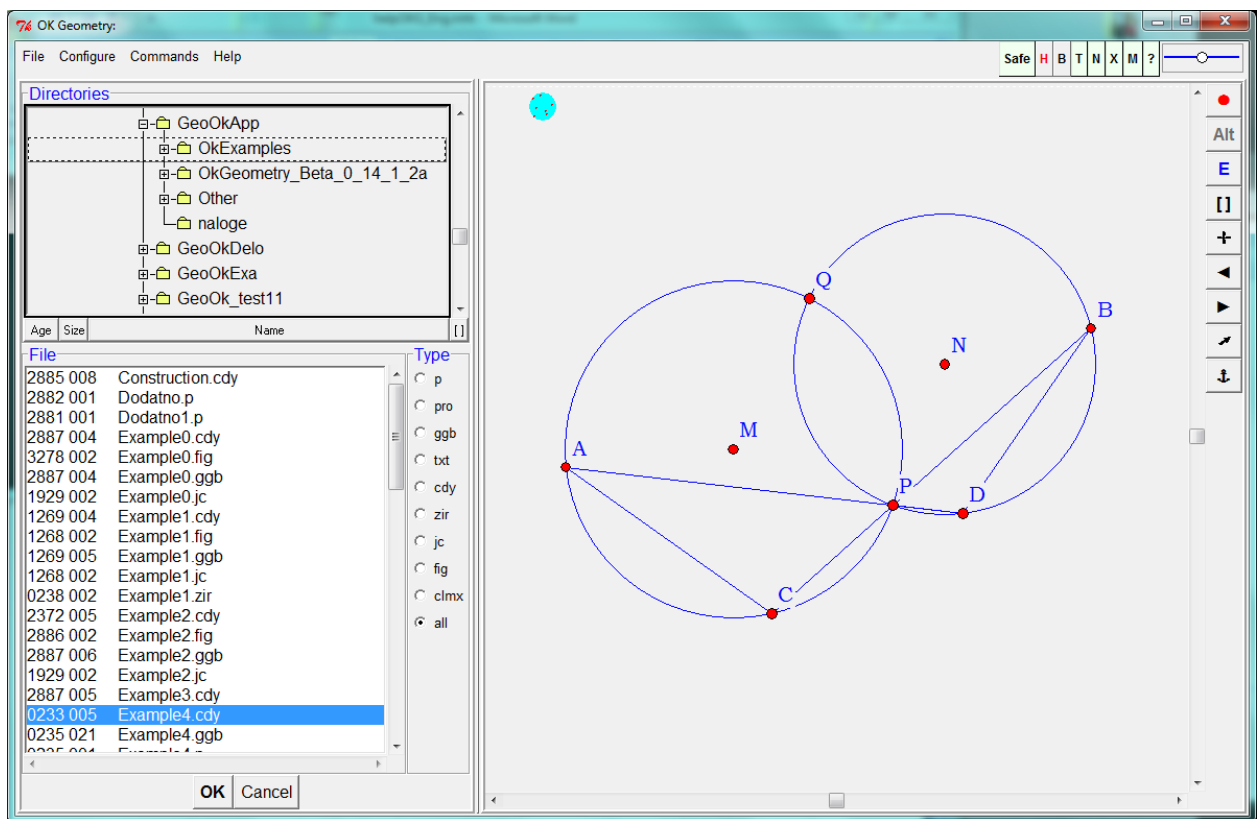 OK Geometry:
File Configure Commands Help
Safe H B T N X M ?
Directories
GeoOkApp
OkExamples
OkGeometry_Beta_0_14_1_2a
Other
naloge
GeoOkDelo
GeoOkExa
GeoOk_test11
Age Size Name []
File
2885 008 Construction.cdy
2882 001 Dodatno.p
2881 001 Dodatno1.p
2887 004 Example0.cdy
3278 002 Example0.fig
2887 004 Example0.ggb
1929 002 Example0.jc
1269 004 Example1.cdy
1268 002 Example1.fig
1269 005 Example1.ggb
1268 002 Example1.jc
0238 002 Example1.zir
2372 005 Example2.cdy
2886 002 Example2.fig
2887 006 Example2.ggb
1929 002 Example2.jc
2887 005 Example3.cdy
0233 005 Example4.cdy
0235 021 Example4.ggb
Type
p
pro
ggb
txt
cdy
zir
jc
fig
clmx
all
OK Cancel
Q
B
N
M
A
P
D
C
Alt
E
[]